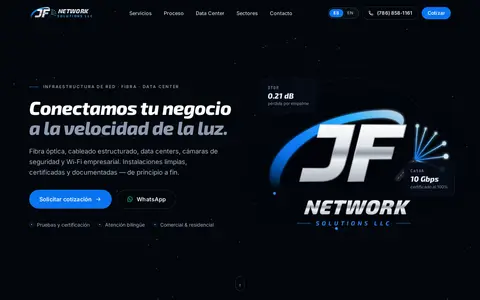 JF NETWORK
SOLUTIONS LLC
Servicios
Proceso
Data Center
Sectores
Contacto
ES EN
(786) 858-1161
Cotizar
INFRAESTRUCTURA DE RED · FIBRA · DATA CENTER
Conectamos tu negocio
a la velocidad de la luz.
Fibra óptica, cableado estructurado, data centers, cámaras de
seguridad y Wi-Fi empresarial. Instalaciones limpias,
certificadas y documentadas — de principio a fin.
Solicitar cotización →
WhatsApp
Pruebas y certificación
Atención bilingüe
Comercial & residencial
0.21 dB
pérdida por empalme
JF
NETWORK
SOLUTIONS LLC
10 Gbps
certificado al 100%